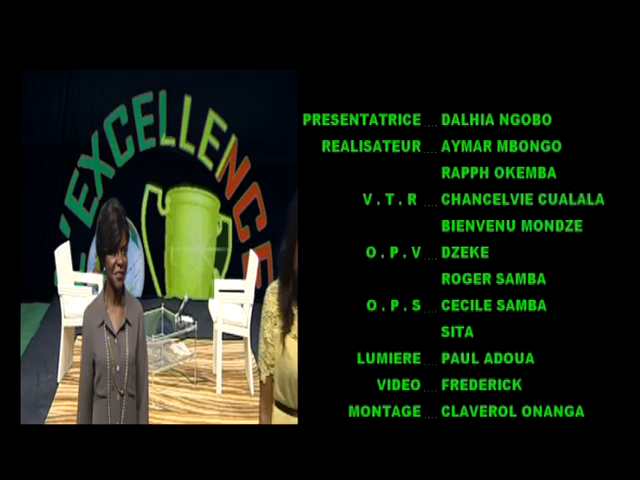 L'EXCELLENCE
PRESENTATRICE .... DALHIA NGOBO
REALISATEUR .... AYMAR MBONGO
RAPPH OKEMBA
V . T . R .... CHANCELVIE CUALALA
BIENVENU MONDZE
O . P . V .... DZEKE
ROGER SAMBA
O . P . S .... CECILE SAMBA
SITA
LUMIERE .... PAUL ADOUA
VIDEO .... FREDERICK
MONTAGE .... CLAVEROL ONANGA